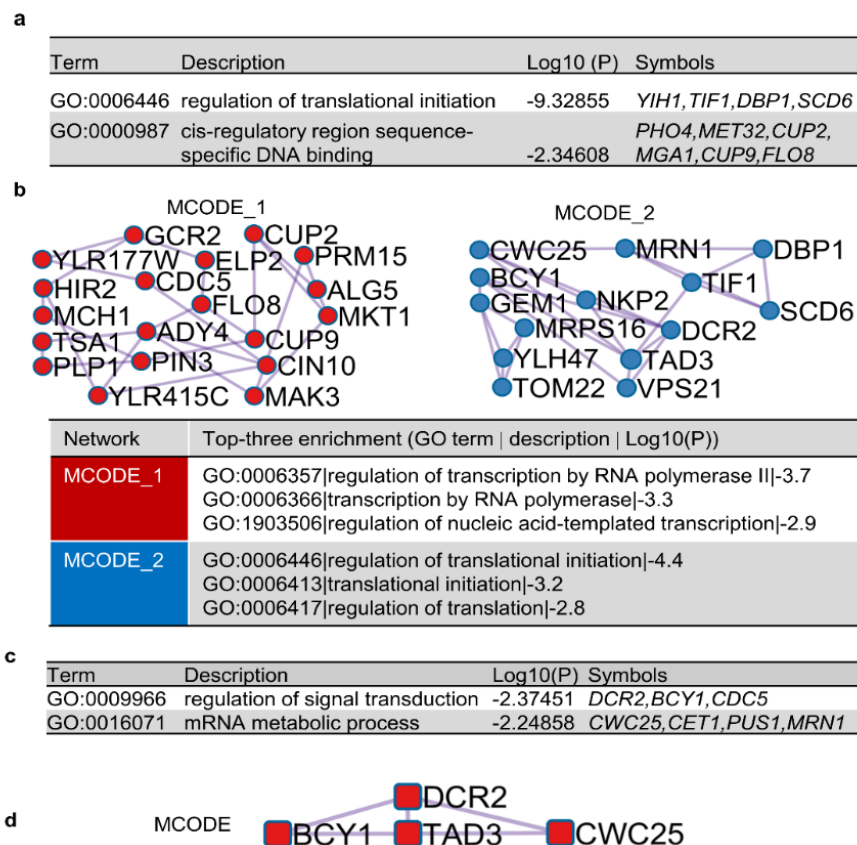 a
Term Description Log10 (P) Symbols
GO:0006446 regulation of translational initiation -9.32855 YIH1,TIF1,DBP1,SCD6
GO:0000987 cis-regulatory region sequence- PHO4,MET32,CUP2,
specific DNA binding -2.34608 MGA1,CUP9,FLO8
b
MCODE_1
GCR2 CUP2
YLR177W ELP2 PRM15
HIR2 CDC5 ALG5
MCH1 FLO8 MKT1
TSA1 ADY4 CUP9
PLP1 PIN3 CIN10
YLR415C MAK3
MCODE_2
CWC25 MRN1 DBP1
BCY1 TIF1
GEM1 NKP2 SCD6
MRPS16 DCR2
YLH47 TAD3
TOM22 VPS21
Network Top-three enrichment (GO term | description | Log10(P))
MCODE_1 GO:0006357|regulation of transcription by RNA polymerase II|-3.7
GO:0006366|transcription by RNA polymerase|-3.3
GO:1903506|regulation of nucleic acid-templated transcription|-2.9
MCODE_2 GO:0006446|regulation of translational initiation|-4.4
GO:0006413|translational initiation|-3.2
GO:0006417|regulation of translation|-2.8
c
Term Description Log10(P) Symbols
GO:0009966 regulation of signal transduction -2.37451 DCR2,BCY1,CDC5
GO:0016071 mRNA metabolic process -2.24858 CWC25,CET1,PUS1,MRN1
d
MCODE
DCR2
BCY1 TAD3 CWC25